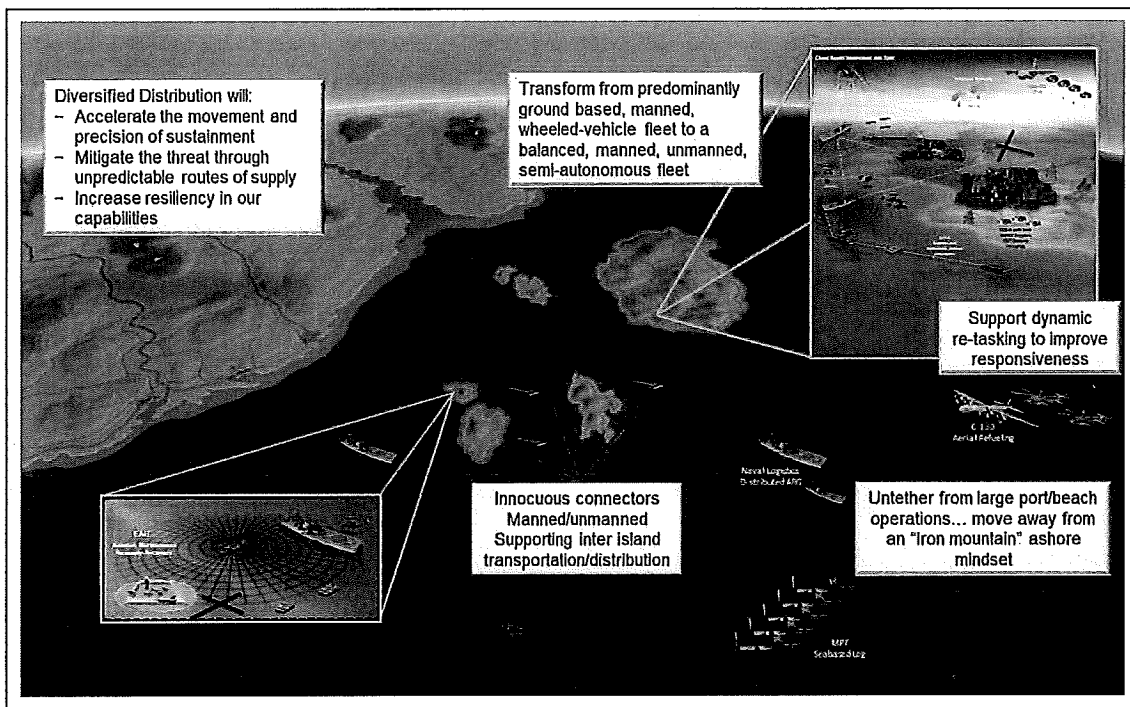 Diversified Distribution will:
– Accelerate the movement and
precision of sustainment
– Mitigate the threat through
unpredictable routes of supply
– Increase resiliency in our
capabilities
Transform from predominantly
ground based, manned,
wheeled-vehicle fleet to a
balanced, manned, unmanned,
semi-autonomous fleet
Support dynamic
re-tasking to improve
responsiveness
Aerial Refueling
Naval Logistics
Distributed ARG
Innocuous connectors
Manned/unmanned
Supporting inter island
transportation/distribution
Untether from large port/beach
operations... move away from
an "iron mountain" ashore
mindset
Seabased Log